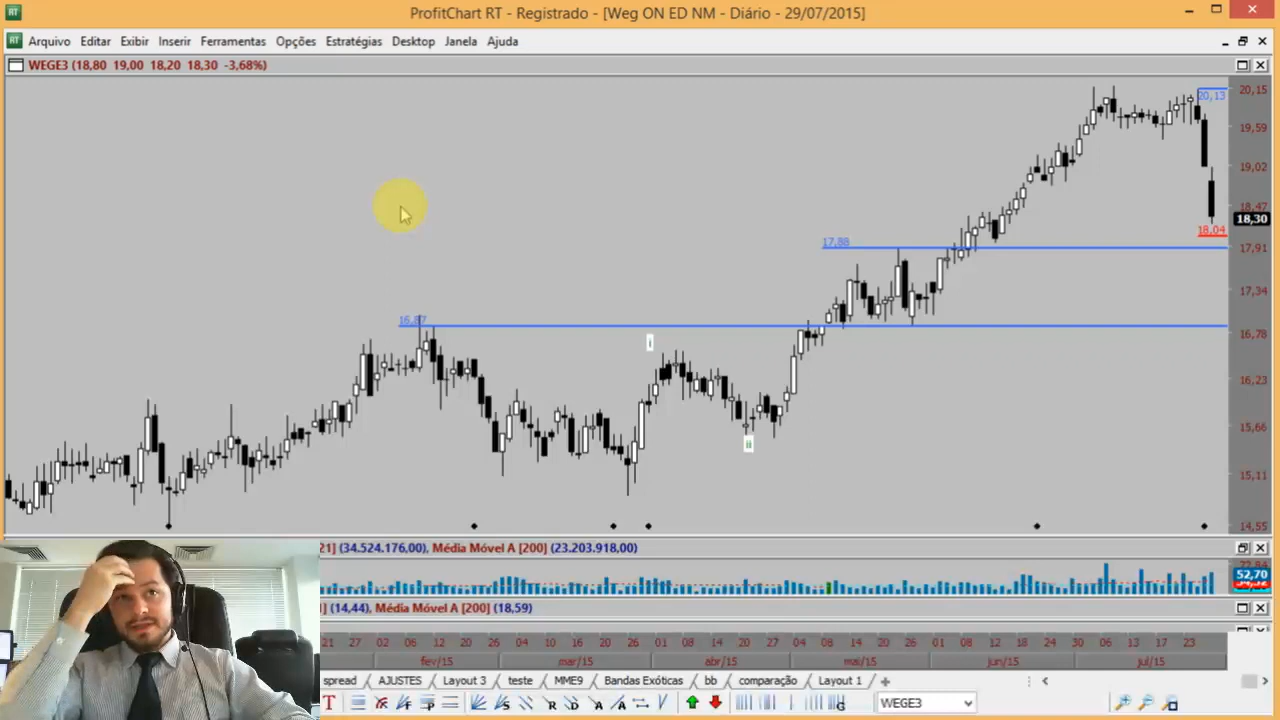 ProfitChart RT - Registrado - [Weg ON ED NM - Diário - 29/07/2015]
RT Arquivo Editar Exibir Inserir Ferramentas Opções Estratégias Desktop Janela Ajuda
WEGE3 (18,80 19,00 18,20 18,30 -3,68%)
20,15
20,13
19,59
19,02
18,47
18,30
18,04
17,88
17,91
17,34
16,87
16,78
i
16,23
15,66
ii
15,11
14,55
21] (34.524.176,00), Média Móvel A [200] (23.203.918,00)
52,70
] (14,44), Média Móvel A [200] (18,59)
21 27 02 06 12 20 26 04 10 16 20 26 01 08 14 20 27 04 08 14 20 26 01 08 12 18 24 30 06 13 17 23
fev/15 mar/15 abr/15 mai/15 jun/15 jul/15
spread AJUSTES Layout 3 teste MME9 Bandas Exóticas bb comparação Layout 1
WEGE3